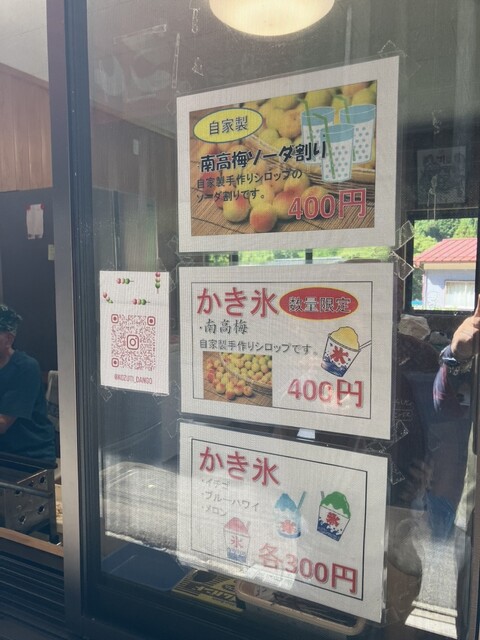 自家製
南高梅ソーダ割り
自家製手作りシロップの
ソーダ割りです。
400円
かき氷
数量限定
・南高梅
自家製手作りシロップです。
氷
400円
@KOZUTI_DANGO
かき氷
・イチゴ
・ブルーハワイ
・メロン
氷
氷
氷
各300円